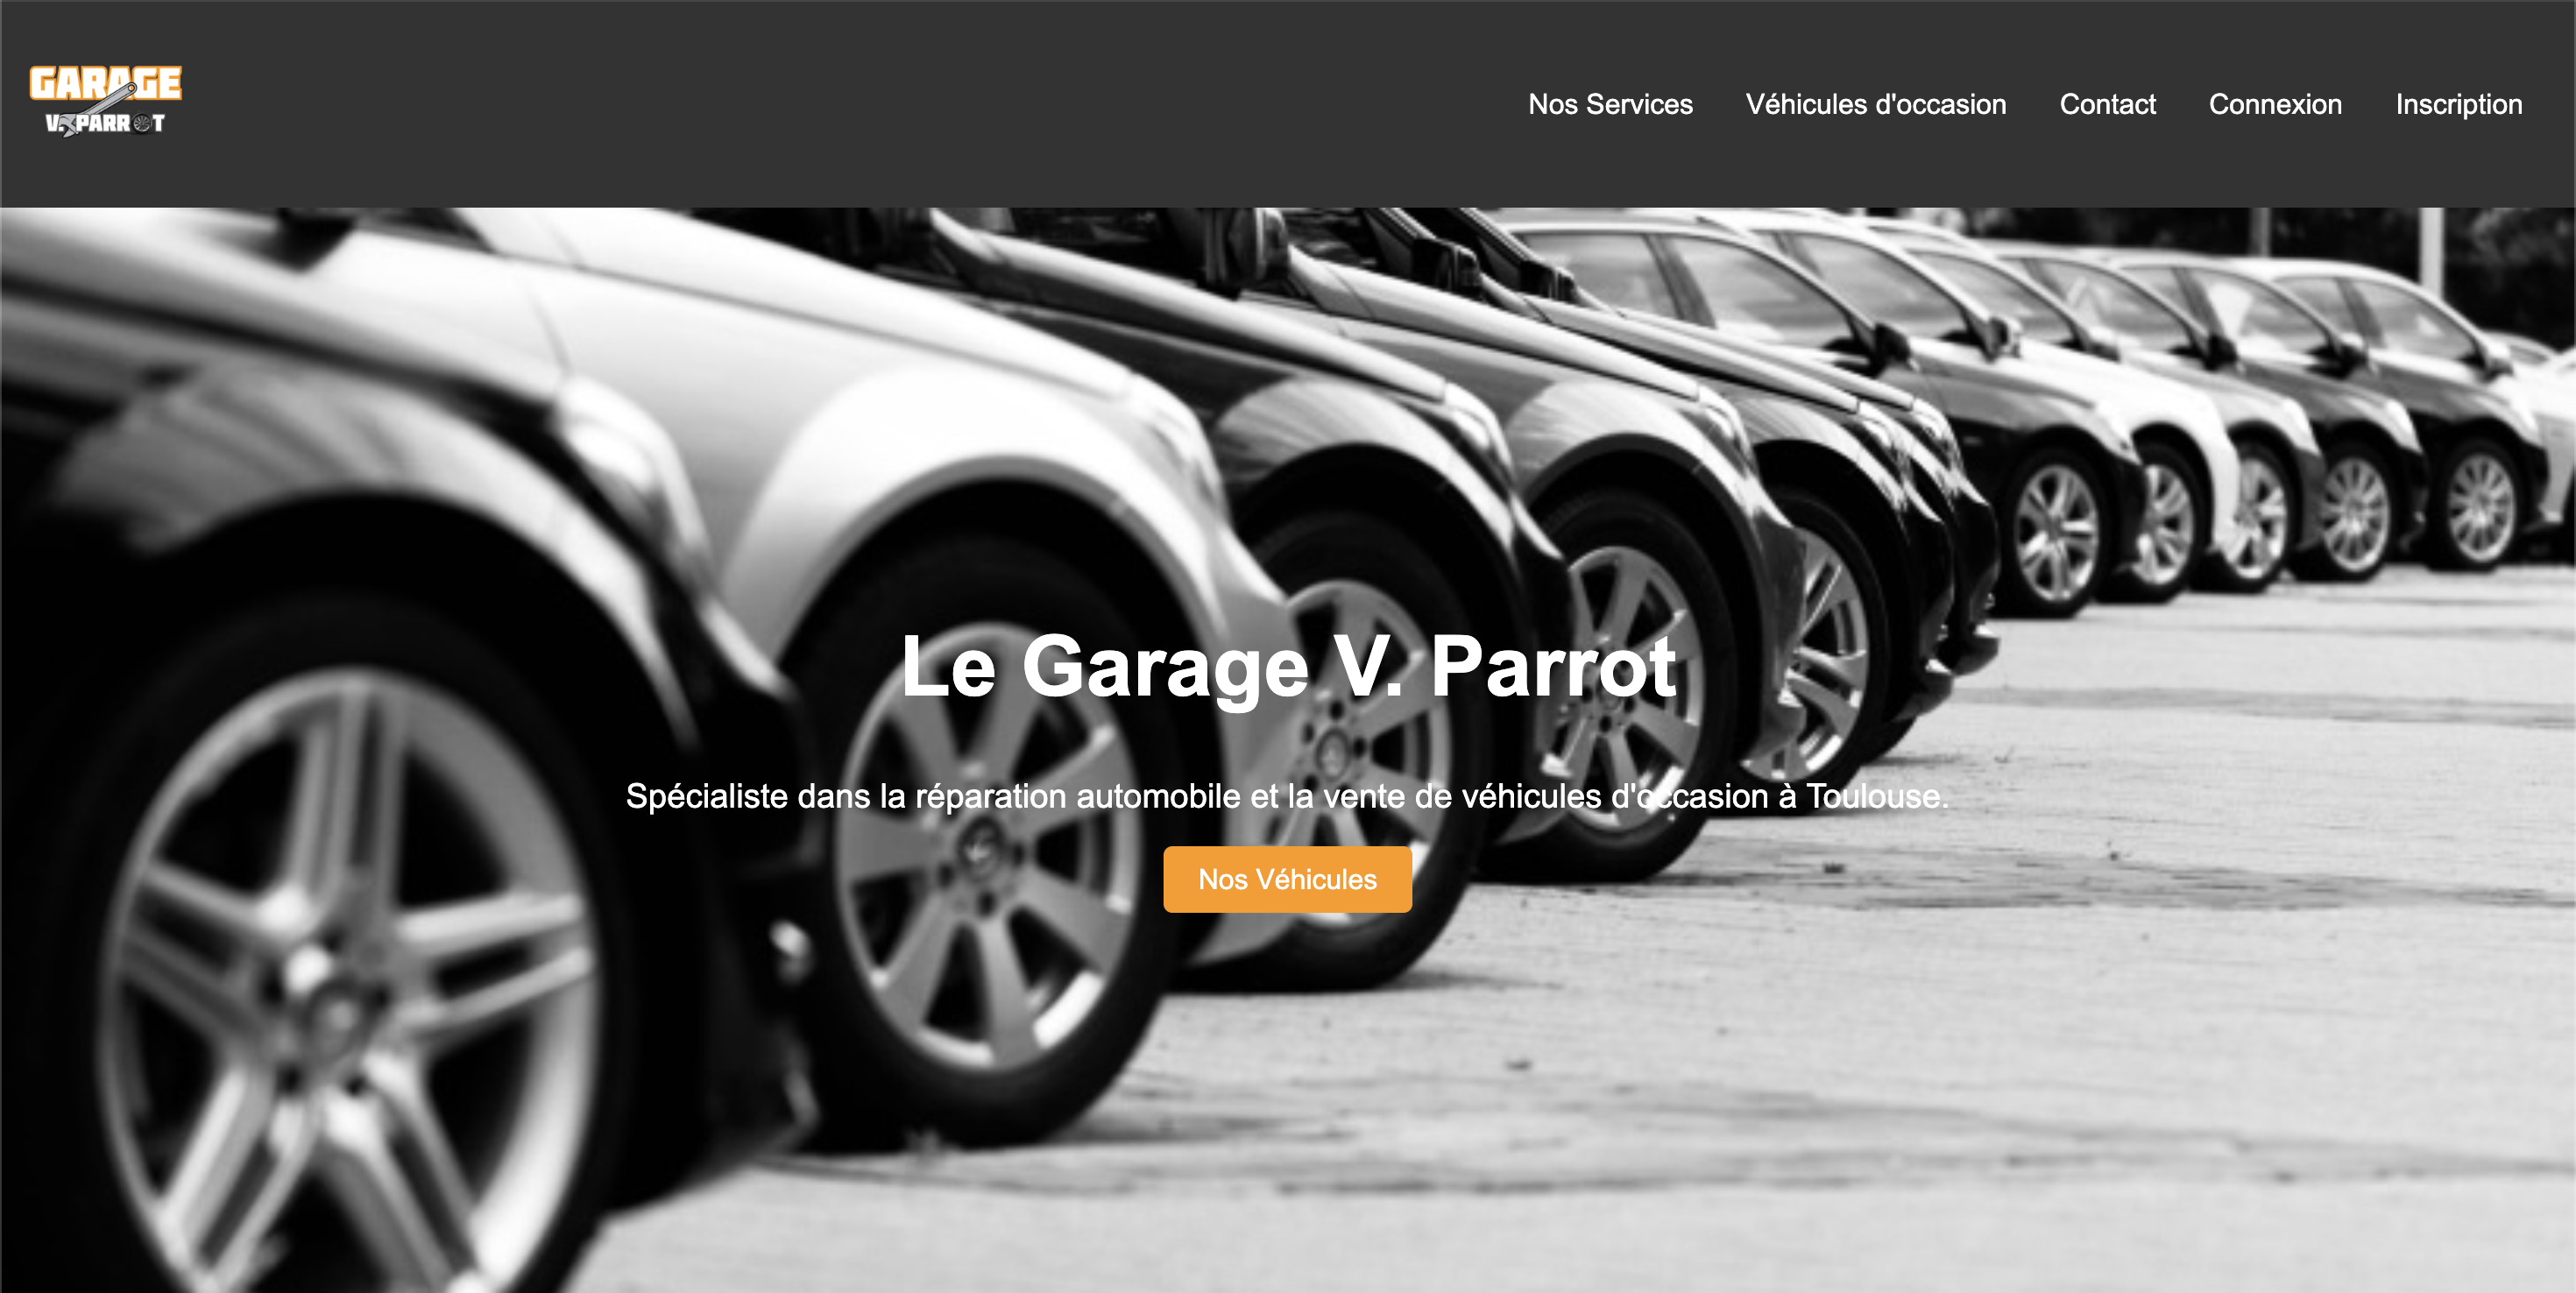 GARAGE
V. PARROT
Nos Services
Véhicules d'occasion
Contact
Connexion
Inscription
Le Garage V. Parrot
Spécialiste dans la réparation automobile et la vente de véhicules d'occasion à Toulouse.
Nos Véhicules